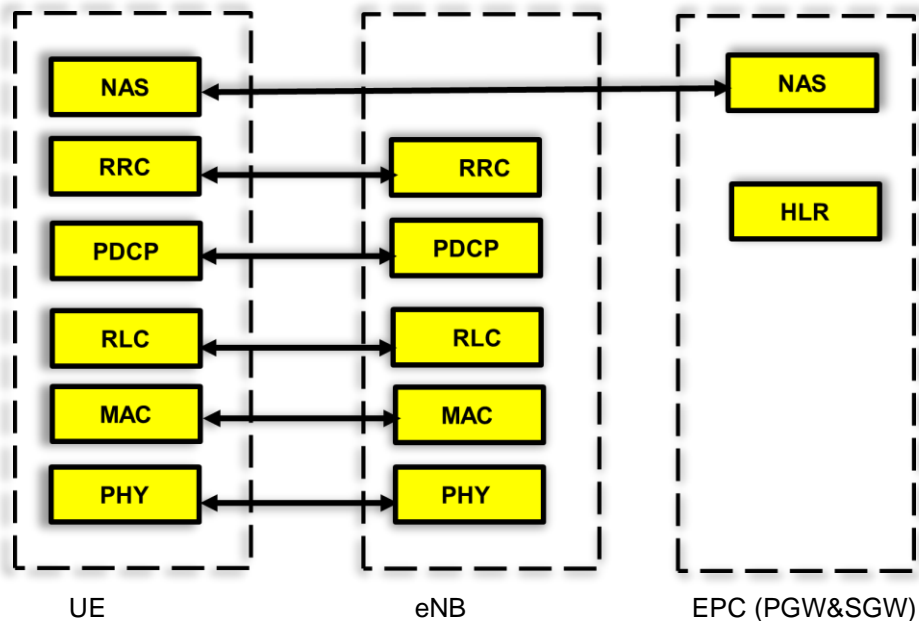 NAS
NAS
RRC
RRC
HLR
PDCP
PDCP
RLC
RLC
MAC
MAC
PHY
PHY
UE
eNB
EPC (PGW&SGW)